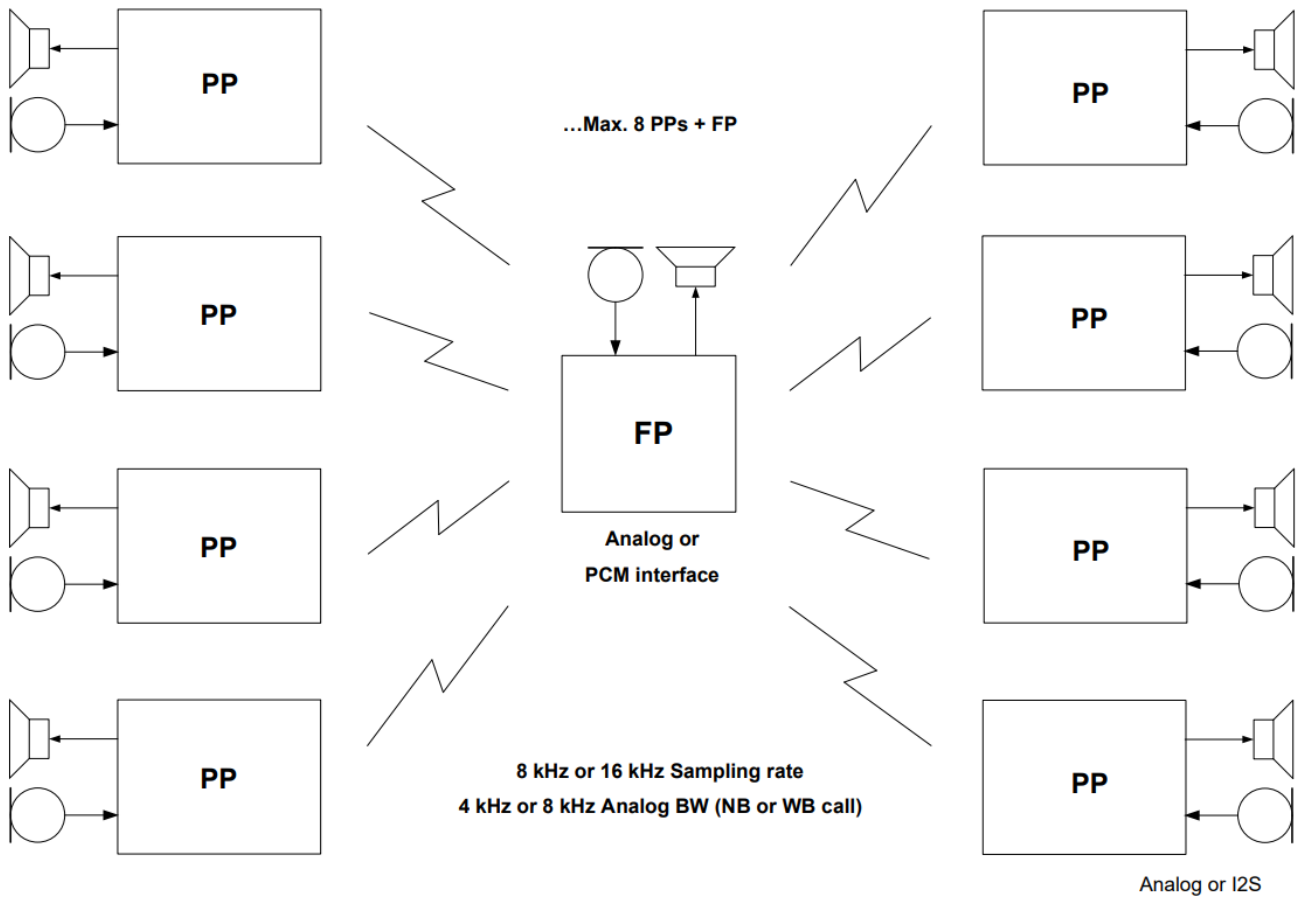 PP
PP
…Max. 8 PPs + FP
PP
PP
FP
Analog or
PCM interface
PP
PP
8 kHz or 16 kHz Sampling rate
4 kHz or 8 kHz Analog BW (NB or WB call)
PP
PP
Analog or I2S